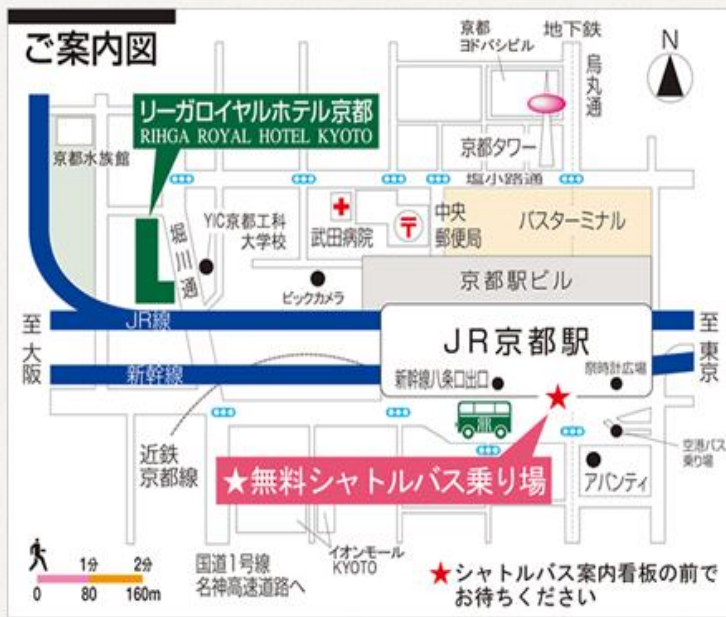 ご案内図
京都
ヨドバシビル
地下鉄
烏丸通
N
リーガロイヤルホテル京都
RIHGA ROYAL HOTEL KYOTO
京都水族館
京都タワー
塩小路通
堀川通
YIC京都工科
大学校
武田病院
中央
郵便局
バスターミナル
ビックカメラ
京都駅ビル
至大阪
JR線
新幹線
JR京都駅
至東京
新幹線八条口出口
近鉄
京都線
空港バス
乗り場
アバンティ
★無料シャトルバス乗り場
1分
2分
0
80
160m
国道1号線
名神高速道路へ
イオンモール
KYOTO
★シャトルバス案内看板の前で
お待ちください